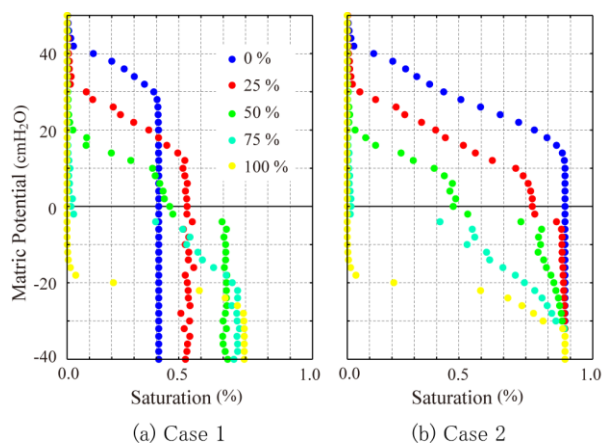 40
20
0
-20
-40
Matric Potential (cmH2O)
0 %
25 %
50 %
75 %
100 %
0.0 0.5 1.0
0.0 0.5 1.0
Saturation (%)
Saturation (%)
(a) Case 1
(b) Case 2